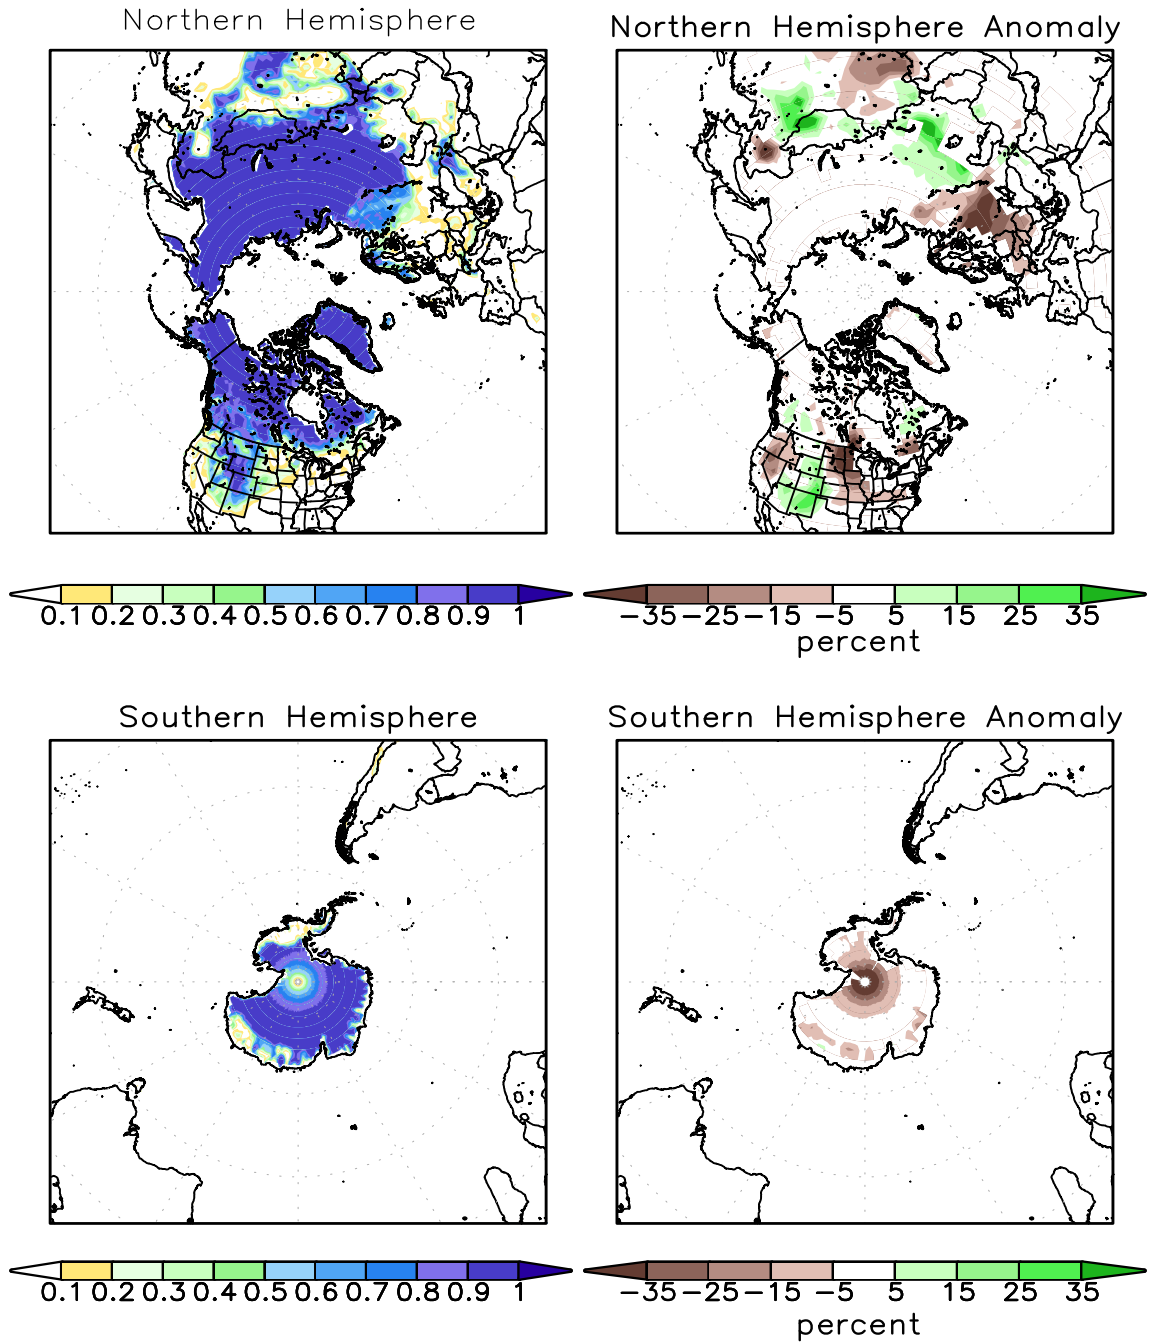 Northern Hemisphere
Northern Hemisphere Anomaly
0.1 0.2 0.3 0.4 0.5 0.6 0.7 0.8 0.9 1
-35 -25 -15 -5 5 15 25 35
percent
Southern Hemisphere
Southern Hemisphere Anomaly
0.1 0.2 0.3 0.4 0.5 0.6 0.7 0.8 0.9 1
-35 -25 -15 -5 5 15 25 35
percent